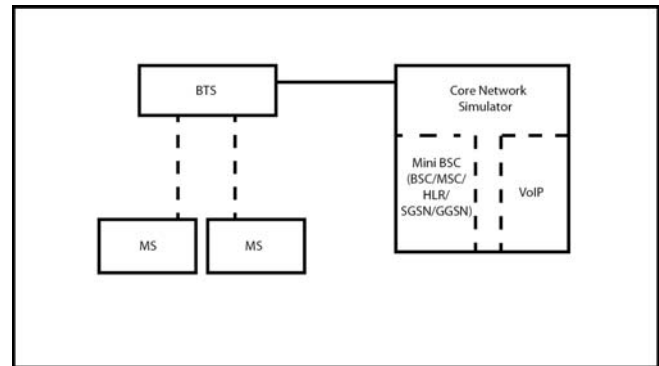 BTS
Core Network
Simulator
Mini BSC
(BSC/MSC/
HLR/
SGSN/GGSN)
VoIP
MS
MS